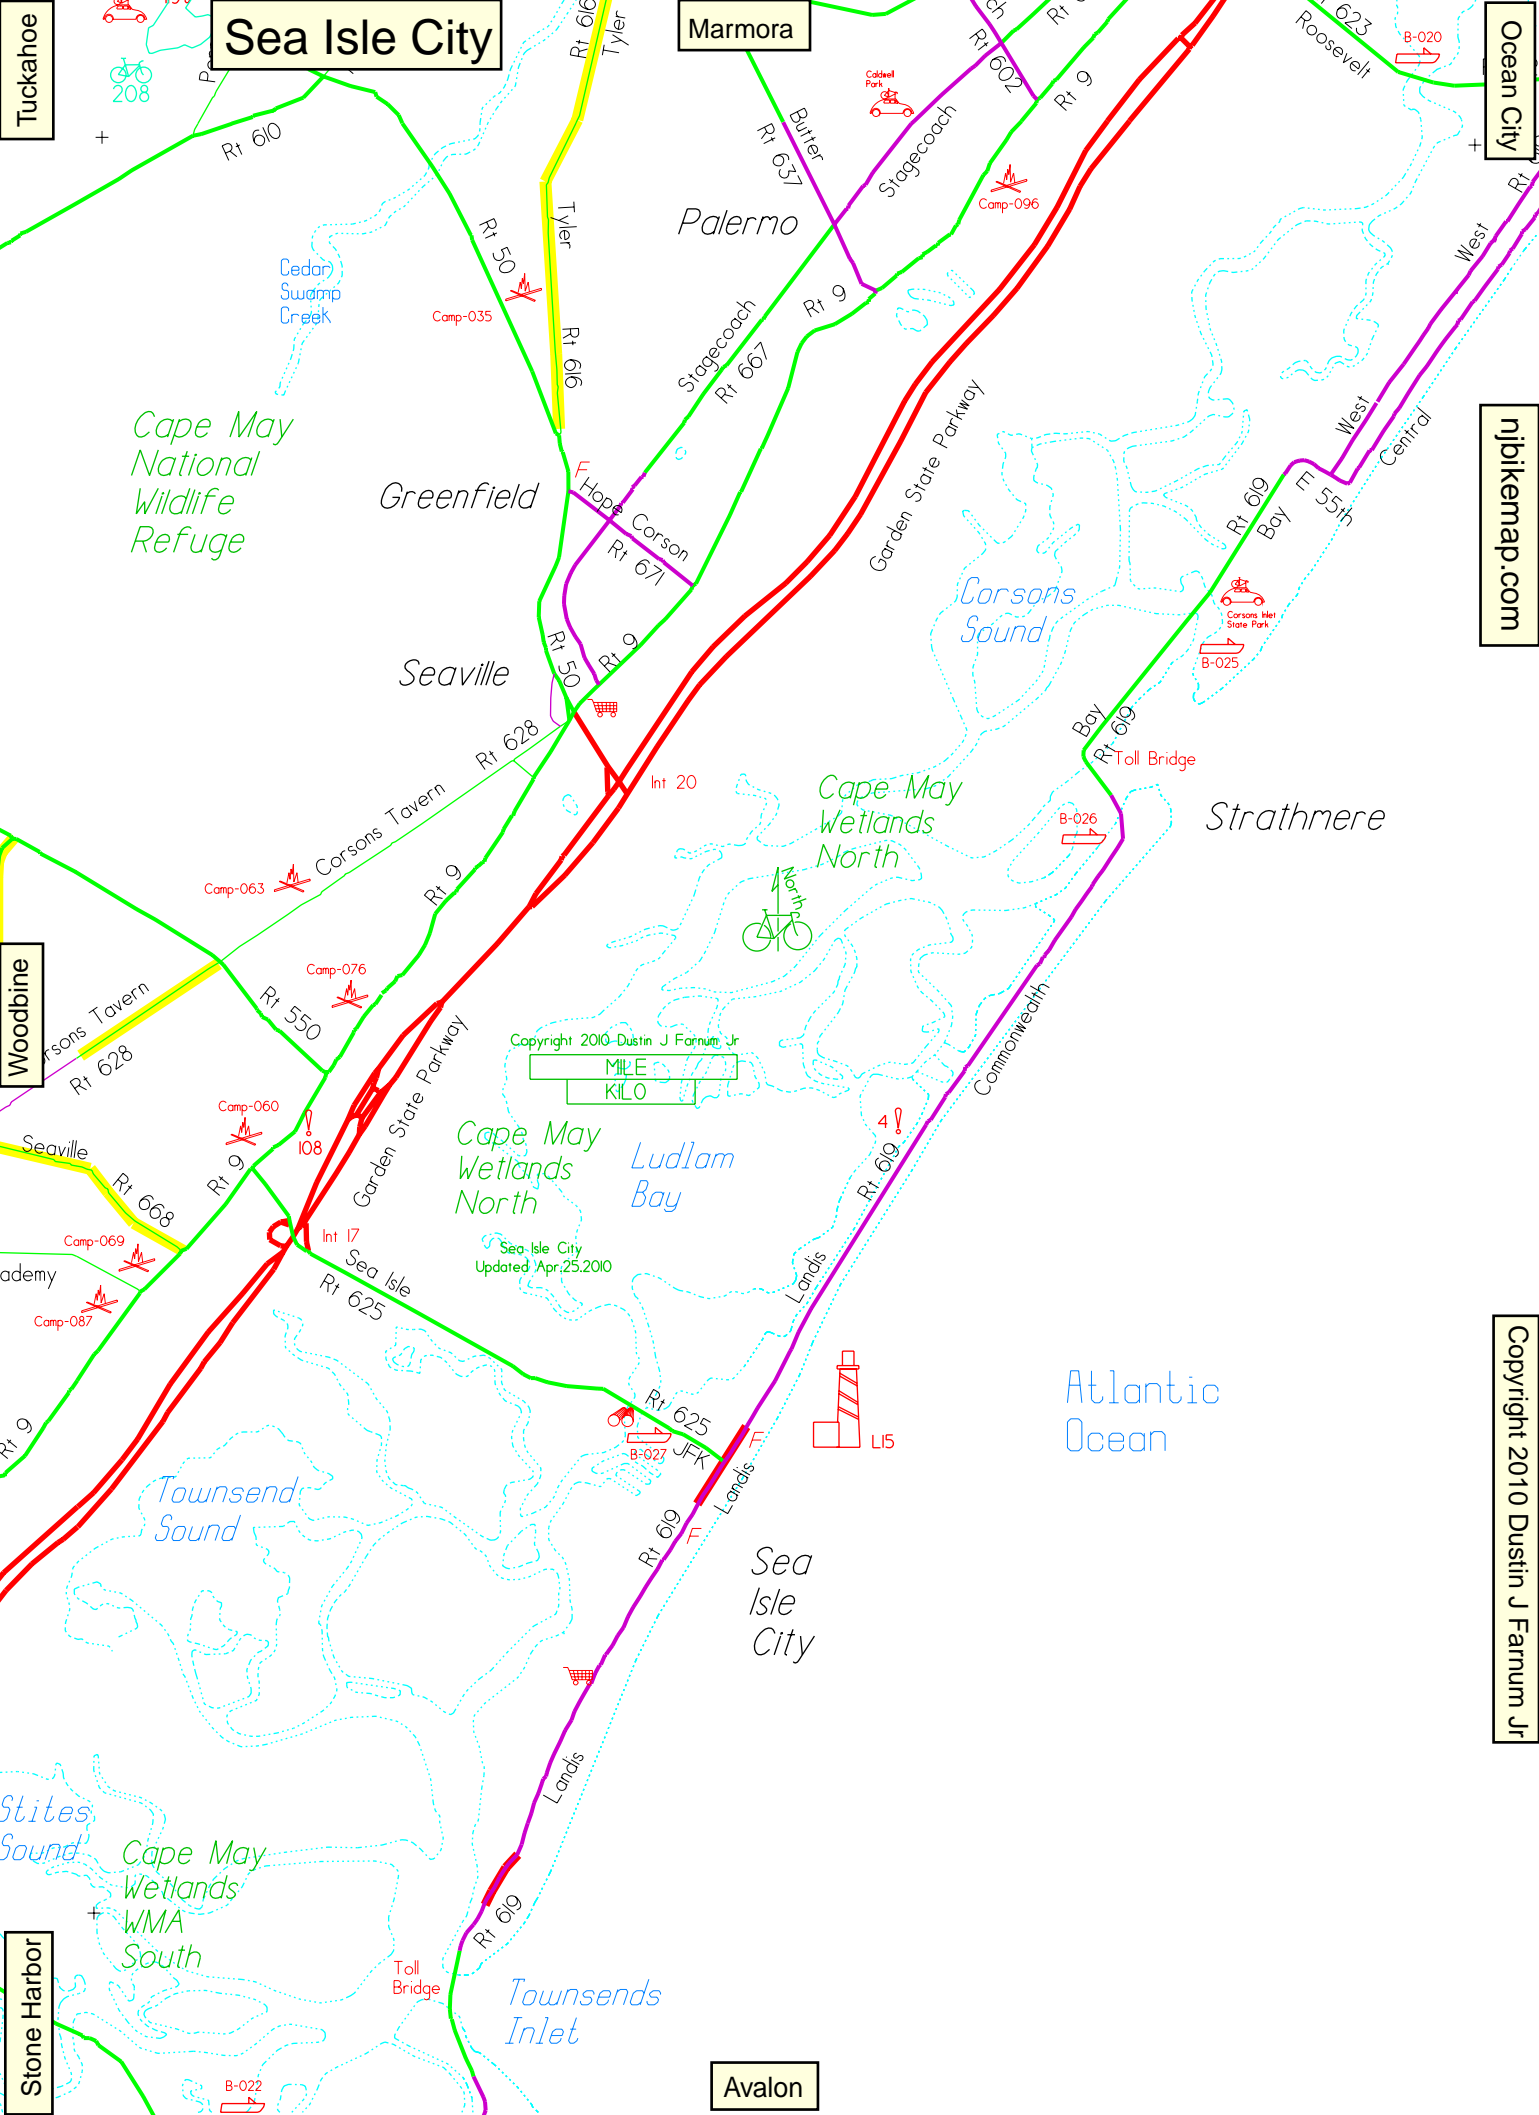 Sea Isle City
Tuckahoe
Marmora
Ocean City
208
Rt 610
Rt 616
Tyler
Rt 602
Rt 9
Roosevelt
B-020
Caldwell
Park
Butter
Rt 637
Stagecoach
Camp-096
Palermo
Tyler
Rt 50
Cedar
Swamp
Creek
Camp-035
Rt 616
Stagecoach
Rt 667
Rt 9
West
West
Central
Garden State Parkway
njbikemap.com
Cape May
National
Wildlife
Refuge
F
Greenfield
Hope Corson
Rt 671
Rt 619
Bay
E 55th
Corsons
Sound
Corsons Inlet
State Park
B-025
Seaville
Rt 50
Rt 9
Rt 628
Int 20
Bay
Rt 619
Toll Bridge
Cape May
Wetlands
North
B-026
Strathmere
Corsons Tavern
Camp-063
Rt 9
North
Woodbine
Camp-076
Rt 550
rsons Tavern
Rt 628
Commonwealth
Copyright 2010 Dustin J Farnum Jr
MILE
KILO
Garden State Parkway
Camp-060
108
4
Cape May
Wetlands
North
Ludlam
Bay
Seaville
Rt 668
Rt 9
Rt 619
Camp-069
Int 17
Sea Isle
Rt 625
Sea Isle City
Updated Apr.25.2010
Landis
ademy
Camp-087
Copyright 2010 Dustin J Farnum Jr
Atlantic
Ocean
Rt 9
Rt 625
JFK
B-027
F
L15
Landis
Rt 619
F
Townsend
Sound
Sea
Isle
City
Landis
Stites
Sound
Cape May
Wetlands
WMA
South
Rt 619
Toll
Bridge
Townsends
Inlet
Stone Harbor
B-022
Avalon